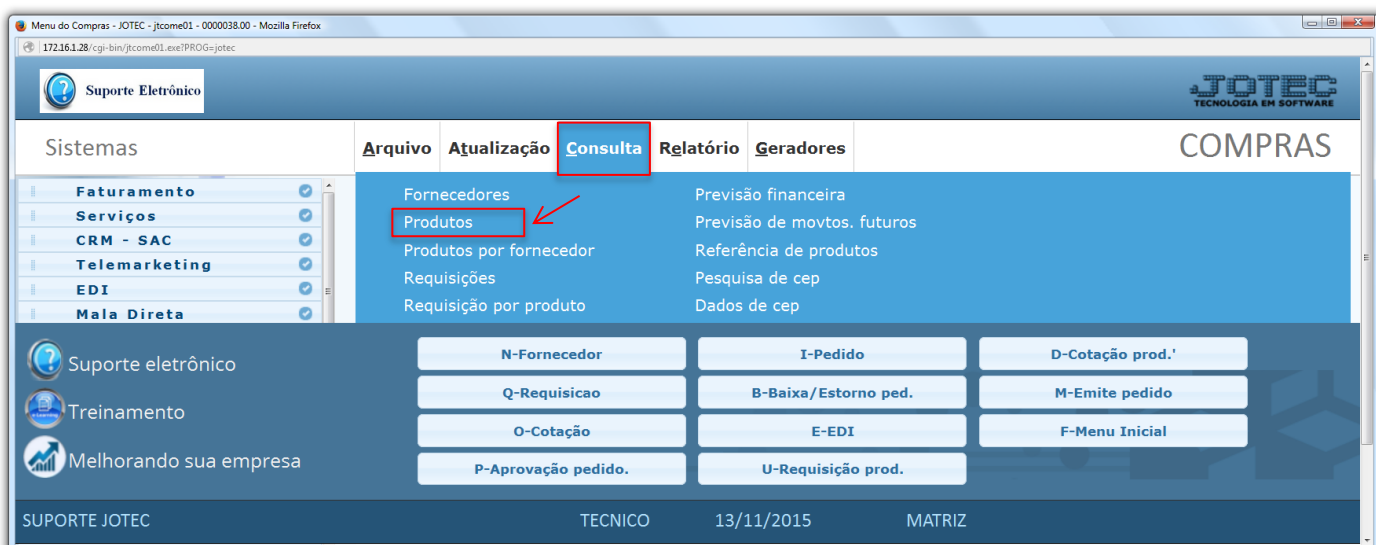 Menu do Compras - JOTEC - jtcome01 - 0000038.00 - Mozilla Firefox
172.16.1.28/cgi-bin/jtcome01.exe?PROG=jotec
Suporte Eletrônico
JOTEC
TECNOLOGIA EM SOFTWARE
Sistemas
Arquivo Atualização Consulta Relatório Geradores
COMPRAS
Faturamento
Serviços
CRM - SAC
Telemarketing
EDI
Mala Direta
Fornecedores
Produtos
Produtos por fornecedor
Requisições
Requisição por produto
Previsão financeira
Previsão de movtos. futuros
Referência de produtos
Pesquisa de cep
Dados de cep
Suporte eletrônico
Treinamento
Melhorando sua empresa
N-Fornecedor I-Pedido D-Cotação prod.'
Q-Requisicao B-Baixa/Estorno ped. M-Emite pedido
O-Cotação E-EDI F-Menu Inicial
P-Aprovação pedido. U-Requisição prod.
SUPORTE JOTEC TECNICO 13/11/2015 MATRIZ